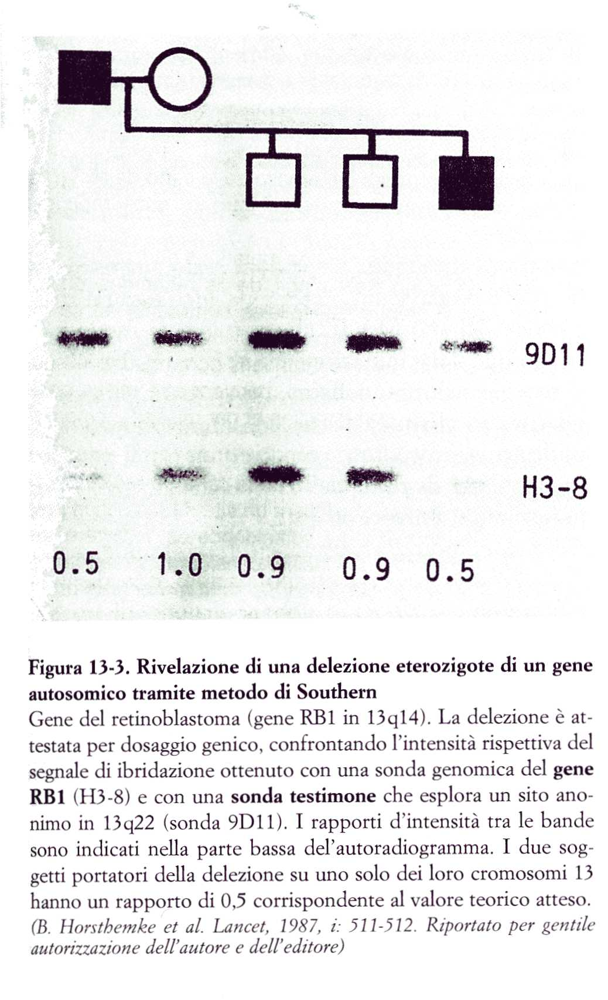 9D11
H3-8
0.5 1.0 0.9 0.9 0.5
Figura 13-3. Rivelazione di una delezione eterozigote di un gene
autosomico tramite metodo di Southern
Gene del retinoblastoma (gene RB1 in 13q14). La delezione è at-
testata per dosaggio genico, confrontando l'intensità rispettiva del
segnale di ibridazione ottenuto con una sonda genomica del gene
RB1 (H3-8) e con una sonda testimone che esplora un sito ano-
nimo in 13q22 (sonda 9D11). I rapporti d'intensità tra le bande
sono indicati nella parte bassa del'autoradiogramma. I due sog-
getti portatori della delezione su uno solo dei loro cromosomi 13
hanno un rapporto di 0,5 corrispondente al valore teorico atteso.
(B. Horsthemke et al. Lancet, 1987, i: 511-512. Riportato per gentile
autorizzazione dell'autore e dell'editore)